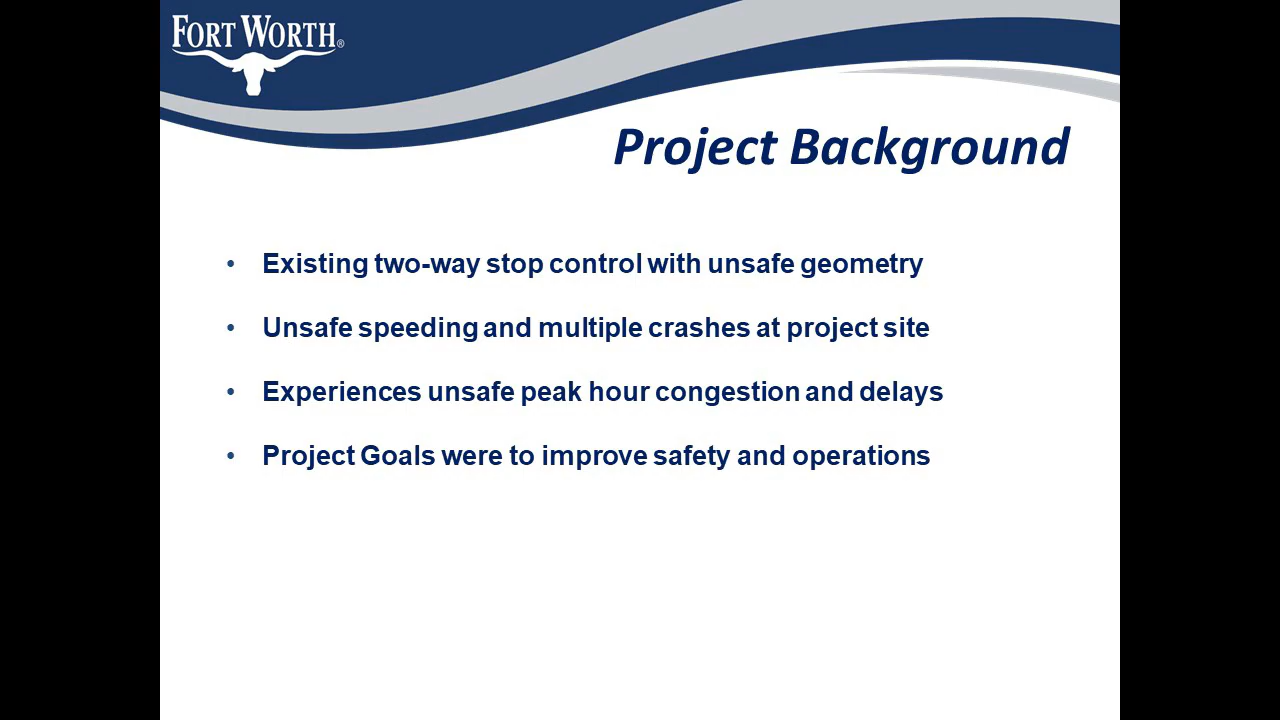 FORT WORTH®
Project Background
• Existing two-way stop control with unsafe geometry
• Unsafe speeding and multiple crashes at project site
• Experiences unsafe peak hour congestion and delays
• Project Goals were to improve safety and operations